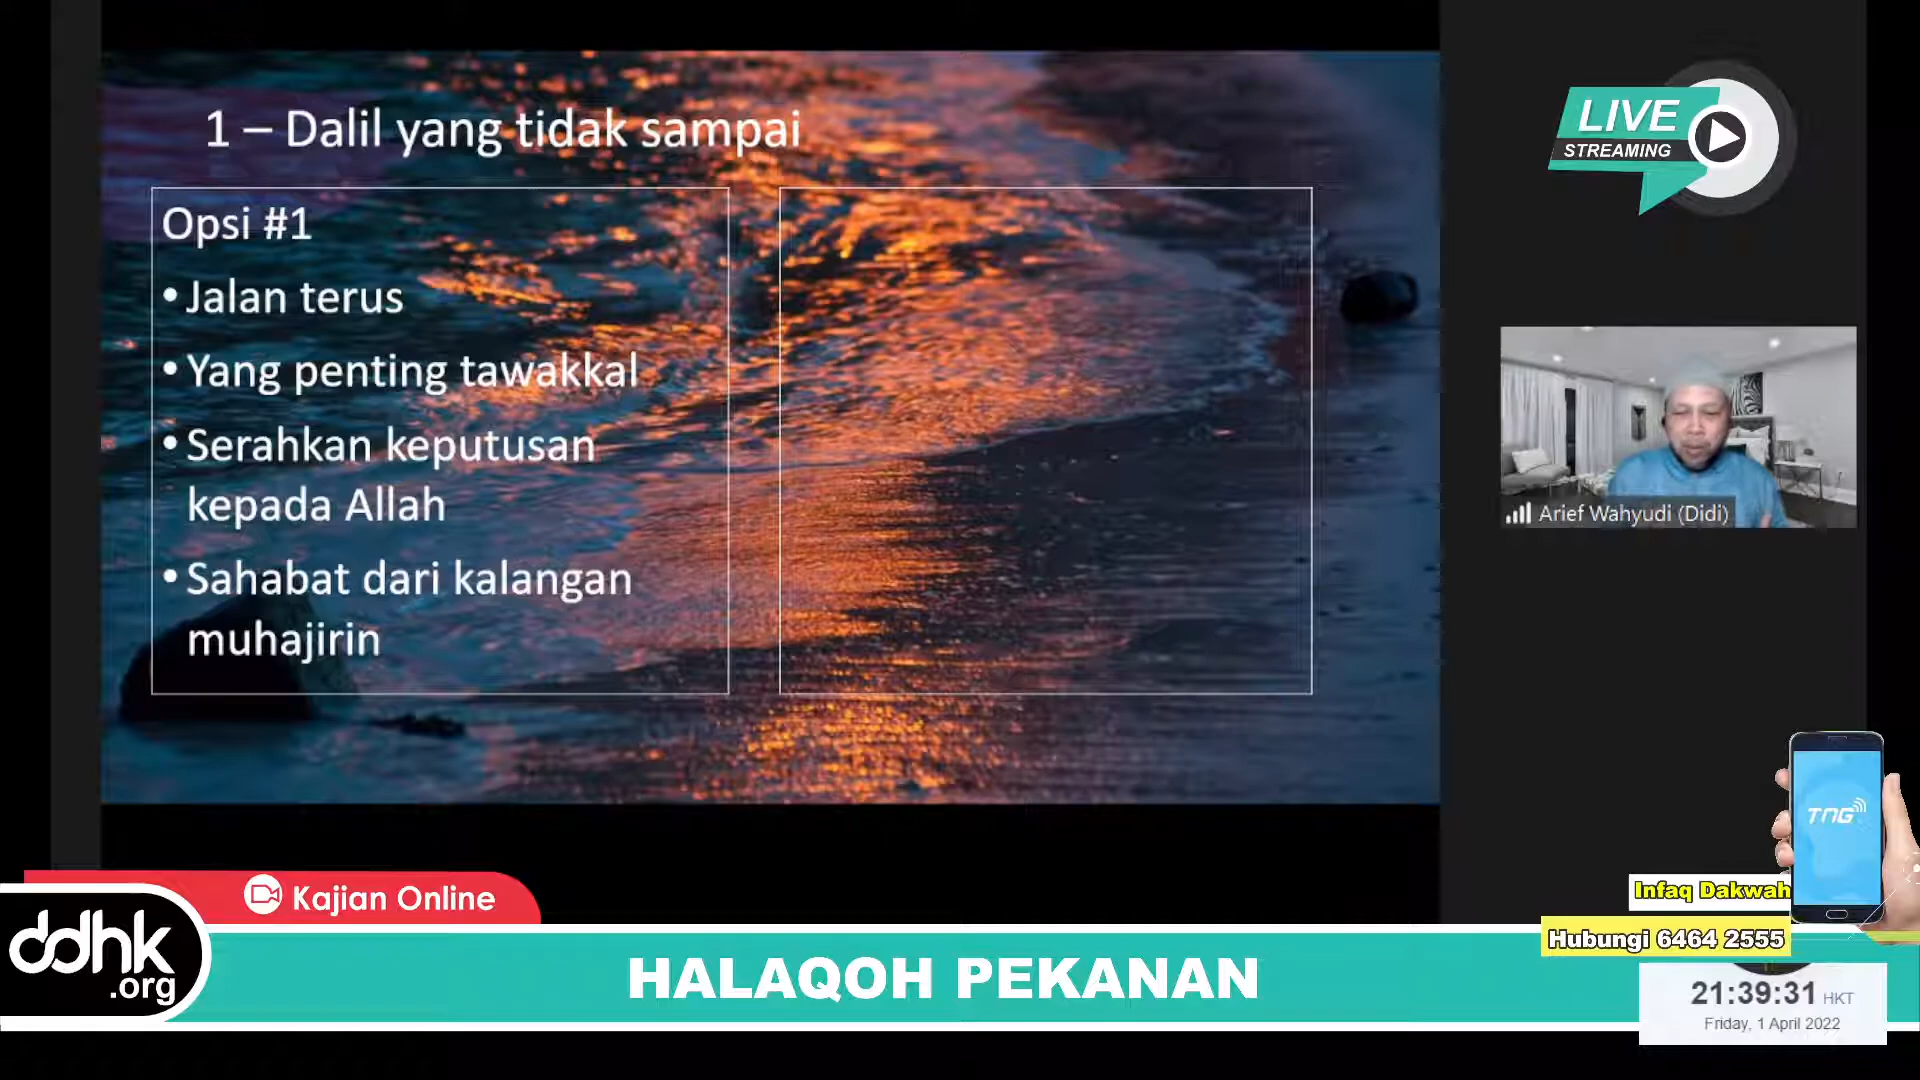 1 – Dalil yang tidak sampai
Opsi #1
• Jalan terus
• Yang penting tawakkal
• Serahkan keputusan
kepada Allah
• Sahabat dari kalangan
muhajirin
LIVE
STREAMING
Arief Wahyudi (Didi)
TNG
Infaq Dakwah
Hubungi 6464 2555
Kajian Online
ddhk
.org
HALAQOH PEKANAN
21:39:31 HKT
Friday, 1 April 2022